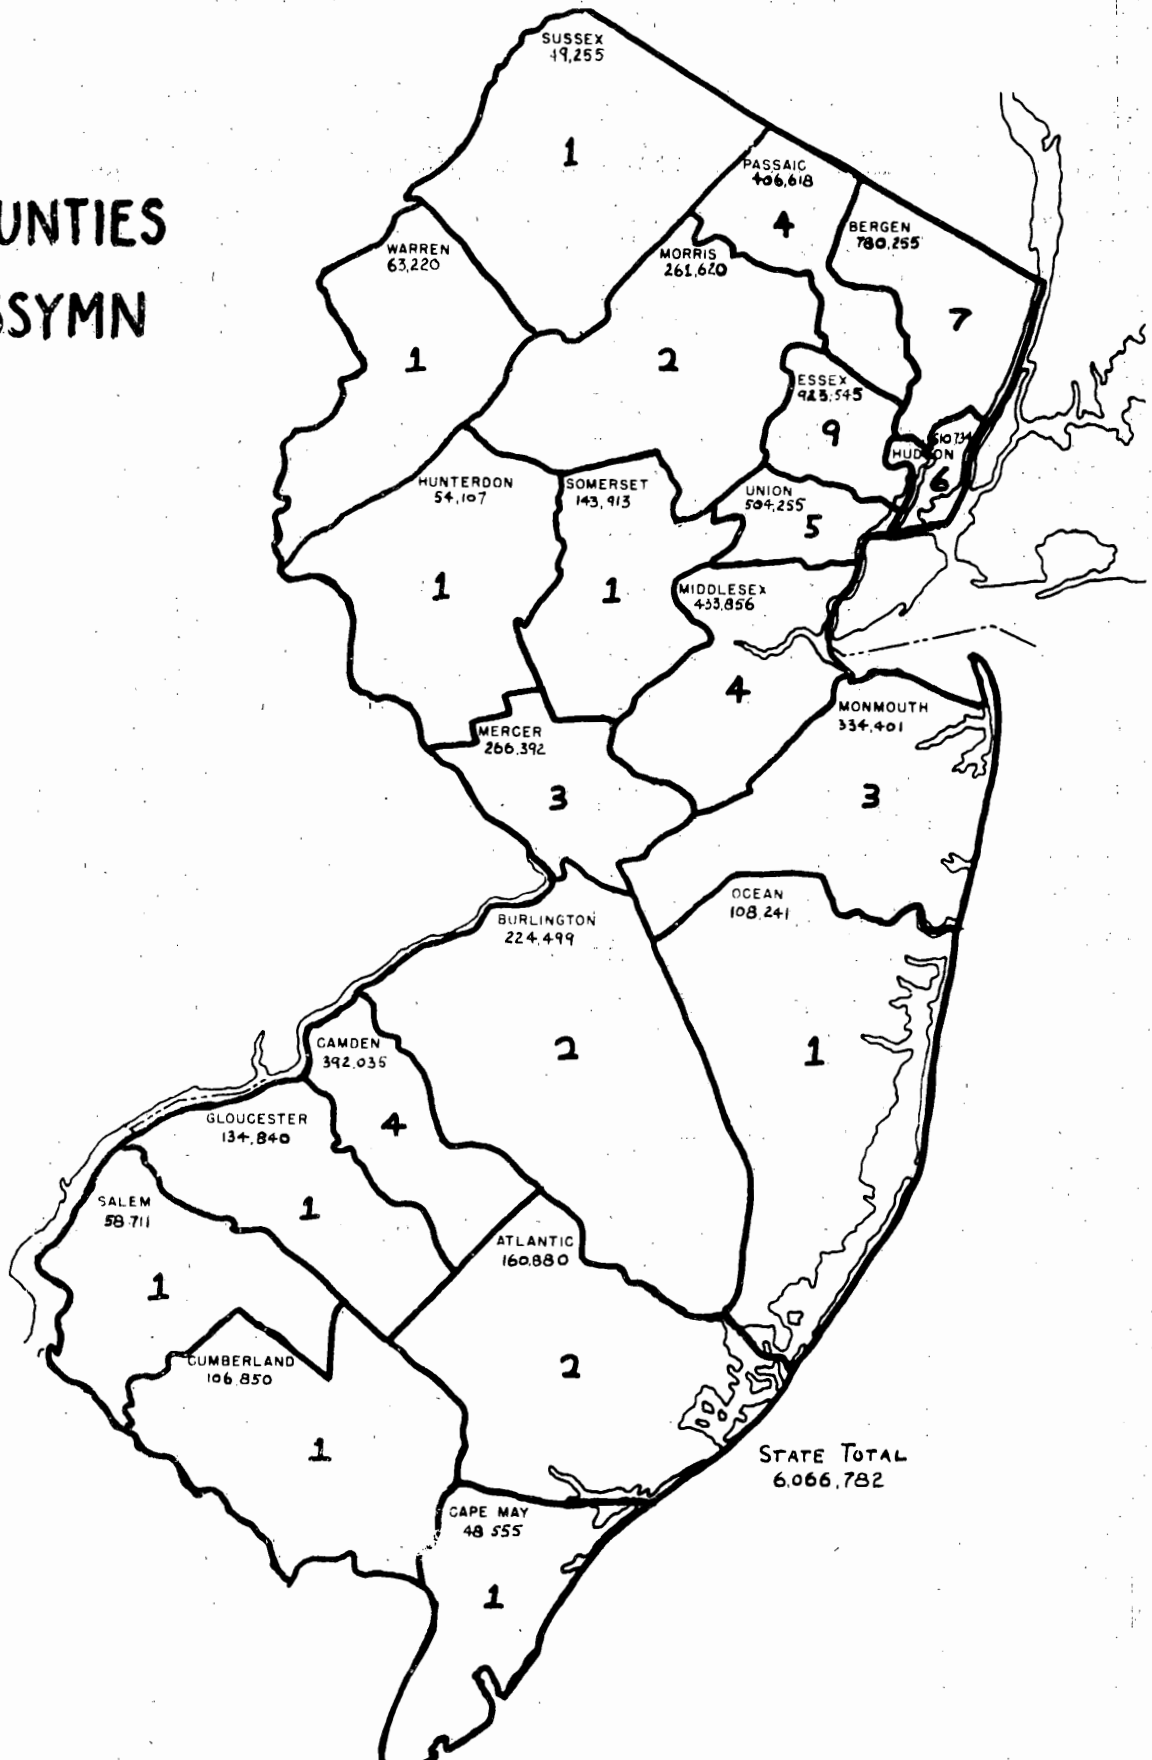 UNTIES
SSYMN
SUSSEX
49,255
1
PASSAIC
406,618
4
BERGEN
780,255
7
WARREN
63,220
1
MORRIS
261,620
2
ESSEX
923,545
9
510734
HUDSON
6
HUNTERDON
54,107
1
SOMERSET
143,913
1
UNION
504,255
5
MIDDLESEX
433,856
4
MONMOUTH
334,401
3
MERCER
266,392
3
OCEAN
108,241
1
BURLINGTON
224,499
2
CAMDEN
392,035
4
GLOUCESTER
134,840
1
SALEM
58,711
1
ATLANTIC
160,880
2
CUMBERLAND
106,850
1
CAPE MAY
48 555
1
STATE TOTAL
6,066,782